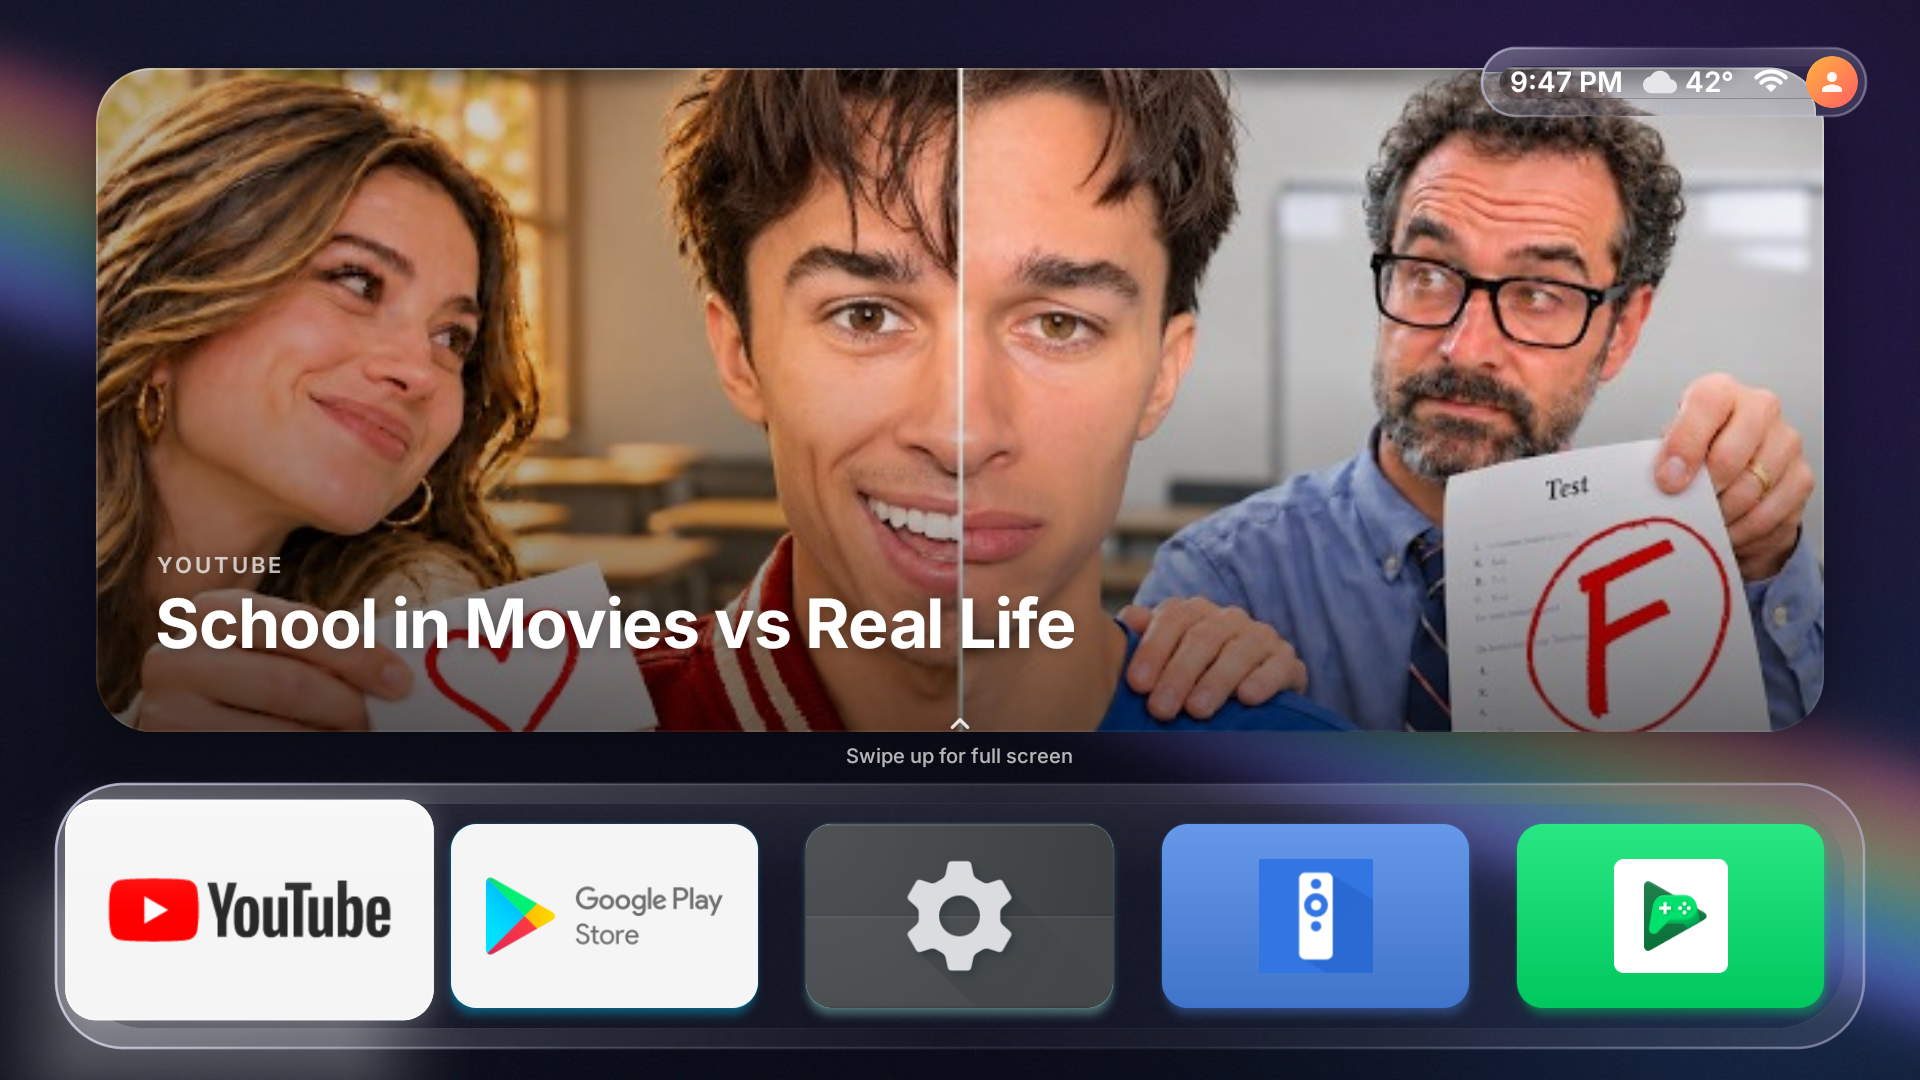 9:47 PM 42°
Test
F
YOUTUBE
School in Movies vs Real Life
Swipe up for full screen
YouTube
Google Play
Store